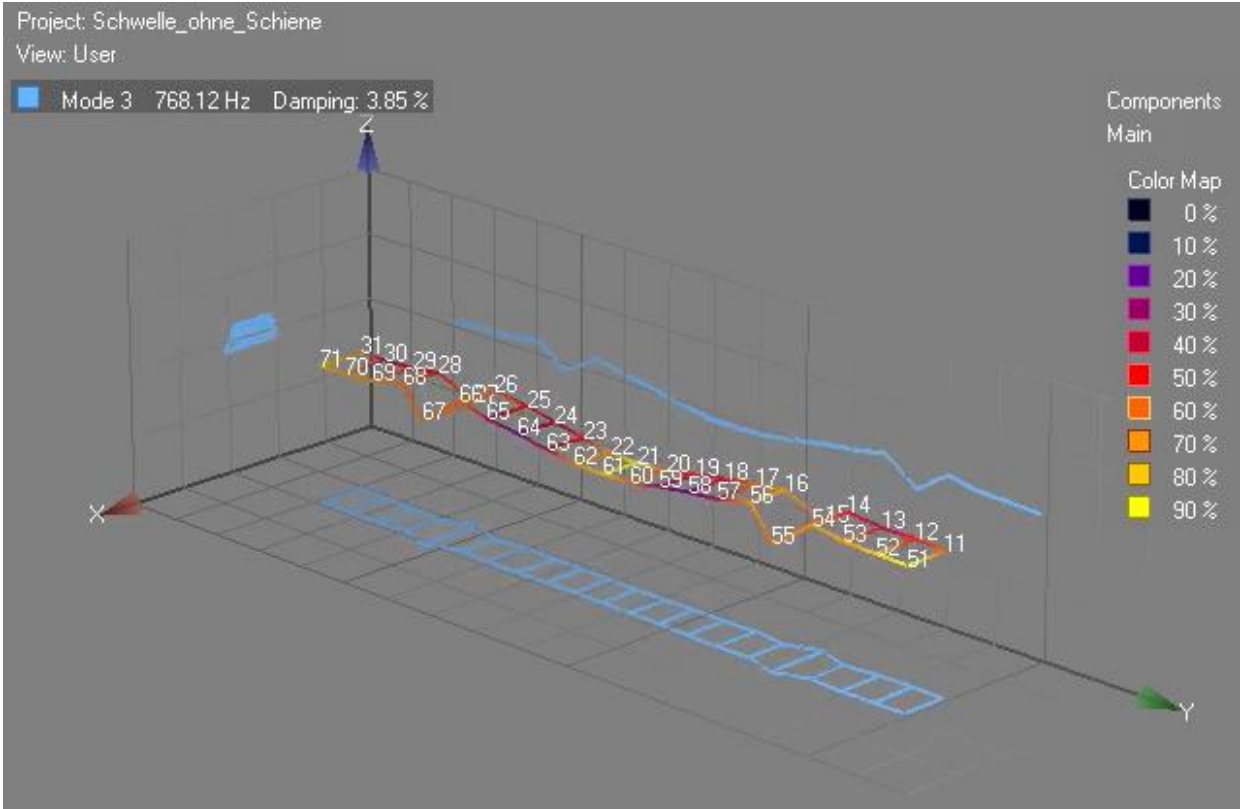 Project: Schwelle_ohne_Schiene
View: User
Mode 3 768.12 Hz Damping: 3.85 %
Components
Main
Color Map
0 %
10 %
20 %
30 %
40 %
50 %
60 %
70 %
80 %
90 %
Z
X
Y
31 30 29 28
71 70 69 68
67
66 27 26 25 24 23 22 21 20 19 18 17 16
65 64 63 62 61 60 59 58 57 56
55
54 15 14 13 12 11
53 52 51